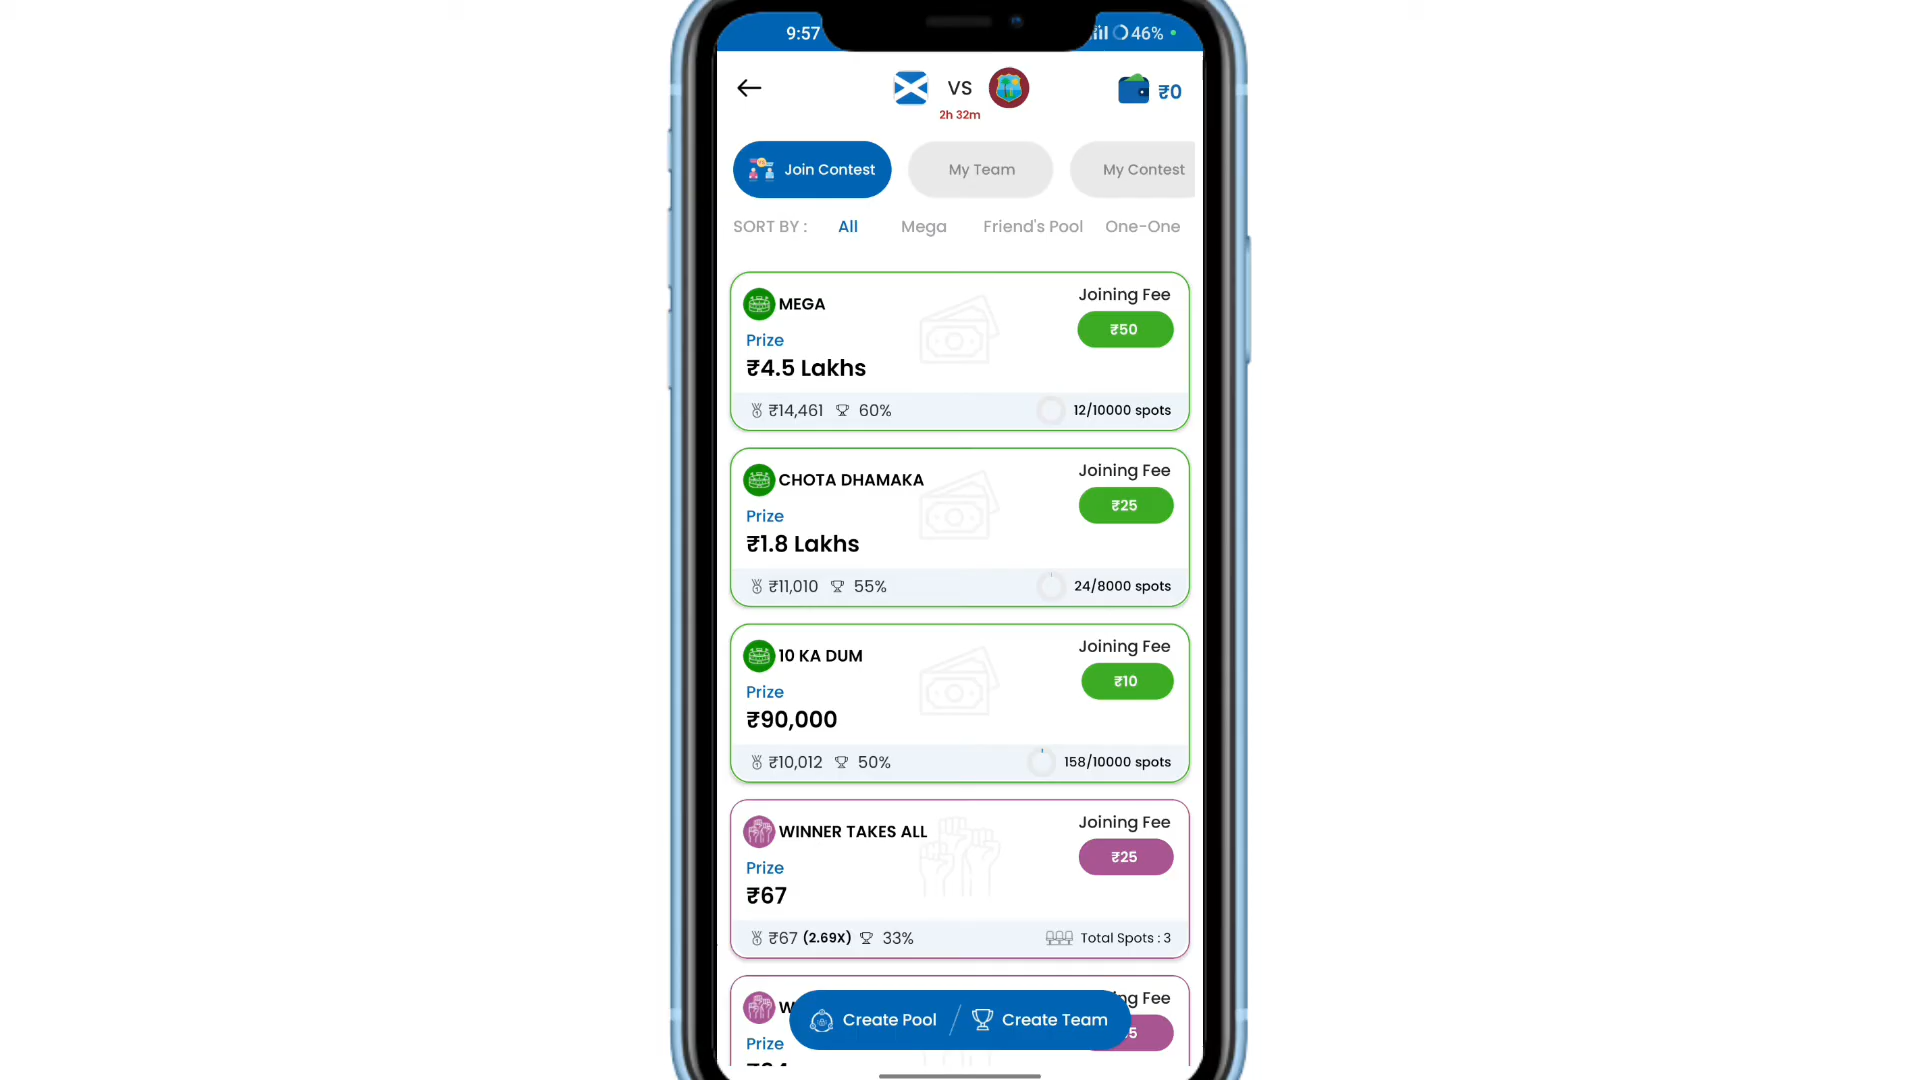 9:57
46%
VS
2h 32m
₹0
Join Contest
My Team
My Contest
SORT BY :
All
Mega
Friend's Pool
One-One
MEGA
Joining Fee
₹50
Prize
₹4.5 Lakhs
₹14,461
60%
12/10000 spots
CHOTA DHAMAKA
Joining Fee
₹25
Prize
₹1.8 Lakhs
₹11,010
55%
24/8000 spots
10 KA DUM
Joining Fee
₹10
Prize
₹90,000
₹10,012
50%
158/10000 spots
WINNER TAKES ALL
Joining Fee
₹25
Prize
₹67
₹67 (2.69X)
33%
Total Spots : 3
Fee
Create Pool
Create Team
Prize